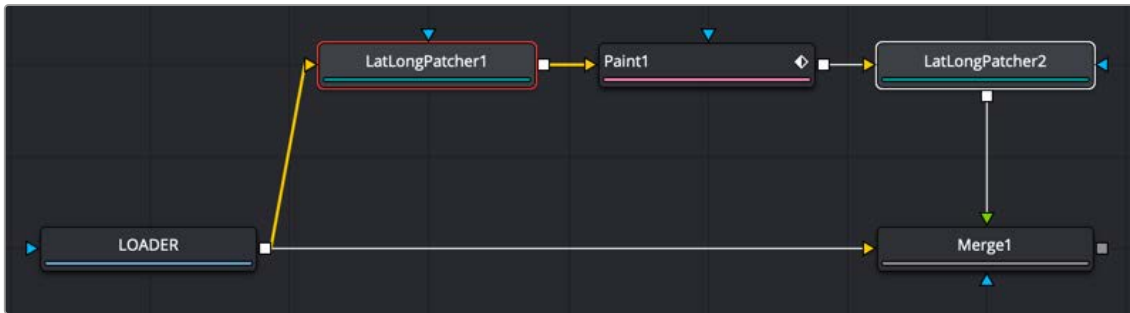 LatLongPatcher1
Paint1
LatLongPatcher2
LOADER
Merge1